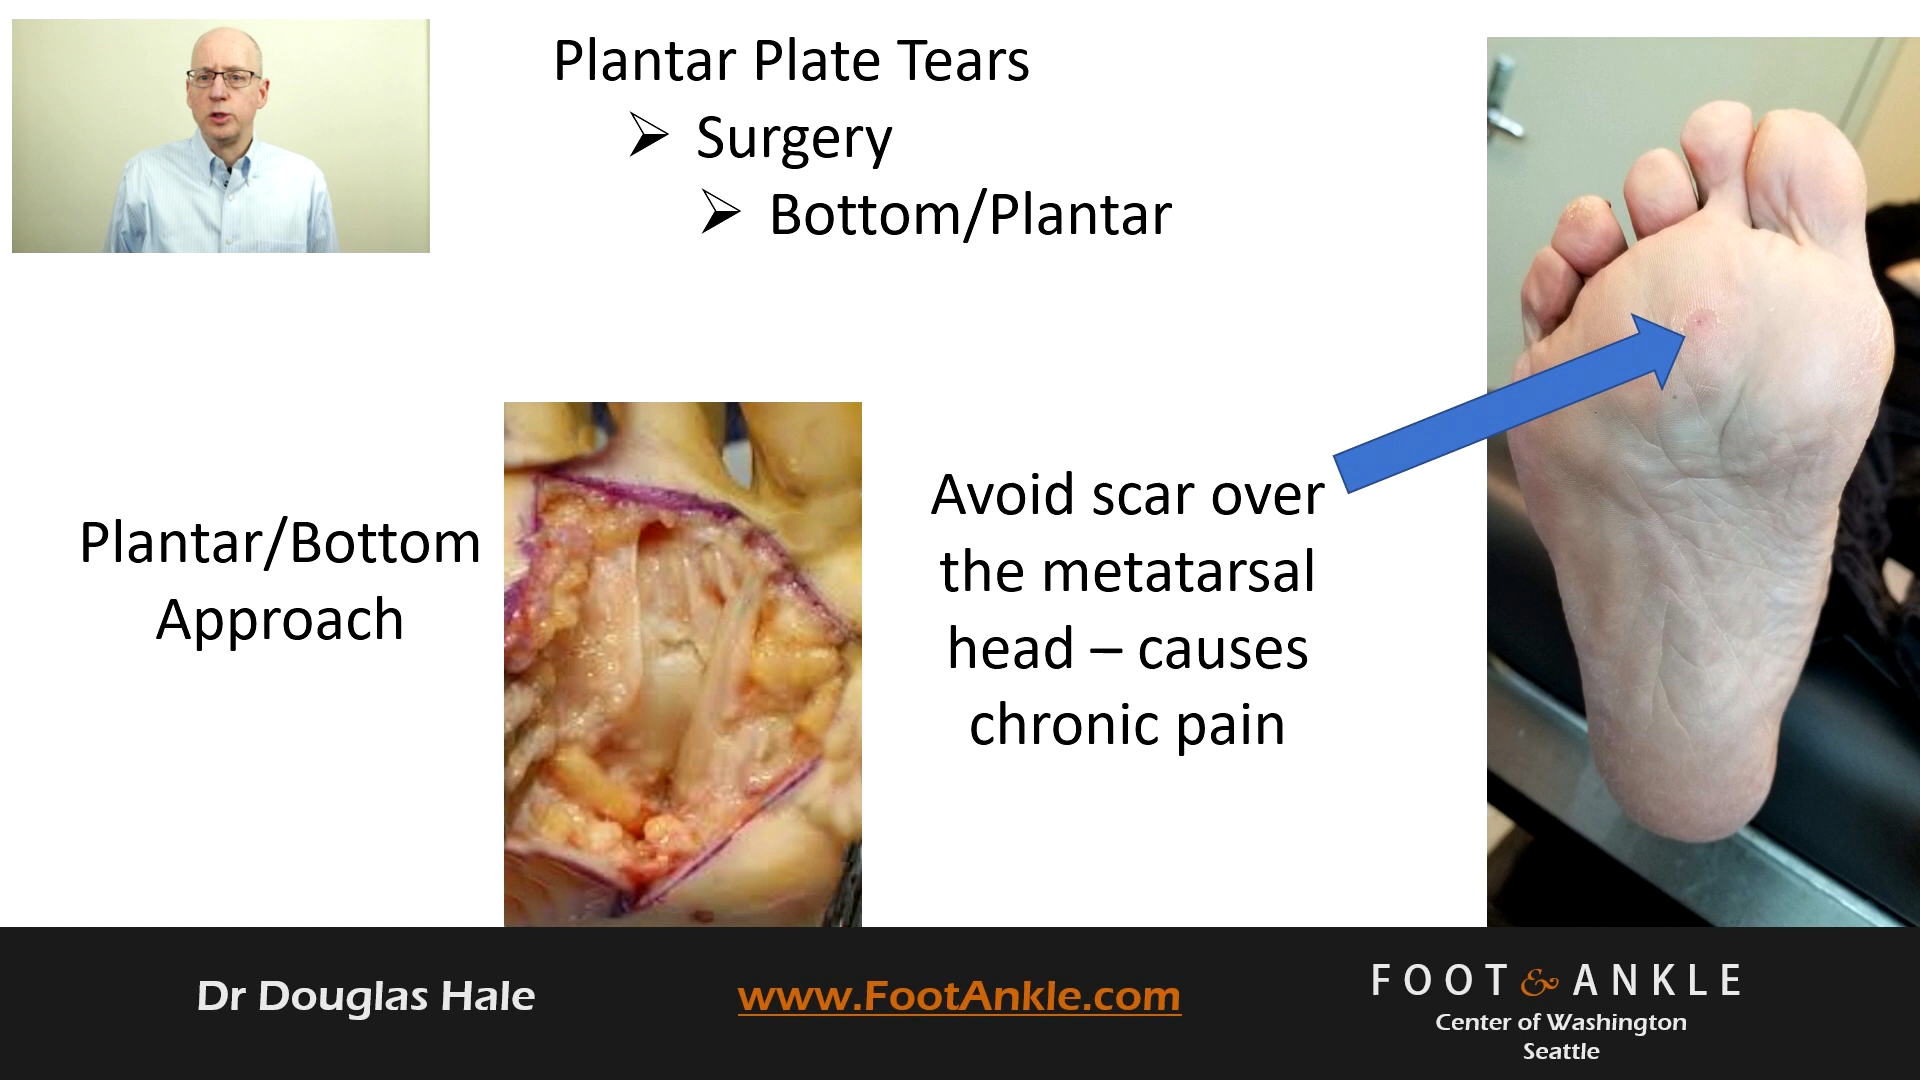 Plantar Plate Tears
➢ Surgery
➢ Bottom/Plantar
Plantar/Bottom
Approach
Avoid scar over
the metatarsal
head – causes
chronic pain
Dr Douglas Hale
www.FootAnkle.com
FOOT & ANKLE
Center of Washington
Seattle